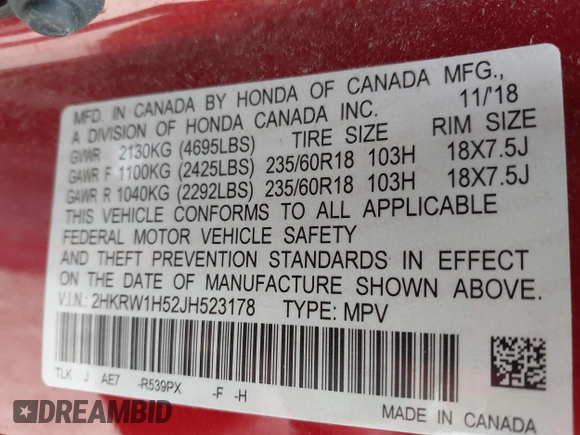 MFD. IN CANADA BY HONDA OF CANADA MFG.,
A DIVISION OF HONDA CANADA INC. 11/'18
GVWR 2130KG (4695LBS) TIRE SIZE RIM SIZE
GAWR F 1100KG (2425LBS) 235/60R18 103H 18X7.5J
GAWR R 1040KG (2292LBS) 235/60R18 103H 18X7.5J
THIS VEHICLE CONFORMS TO ALL APPLICABLE
FEDERAL MOTOR VEHICLE SAFETY
AND THEFT PREVENTION STANDARDS IN EFFECT
ON THE DATE OF MANUFACTURE SHOWN ABOVE.
V.I.N.: 2HKRW1H52JH523178 TYPE: MPV
TLK J AE7 -R539PX -F -H
MADE IN CANADA
DREAMBID